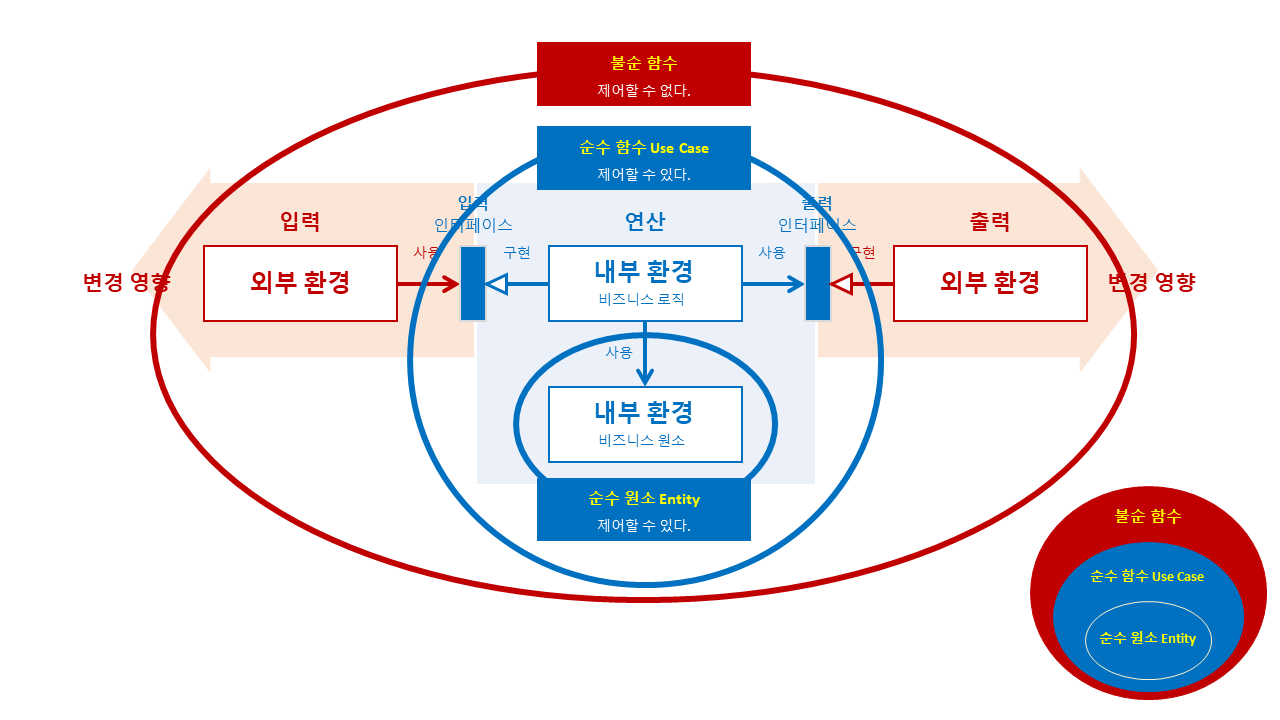 불순 함수
제어할 수 없다.
순수 함수 Use Case
제어할 수 있다.
입력
입력
인터페이스
연산
출력
인터페이스
출력
변경 영향
외부 환경
사용
구현
내부 환경
비즈니스 로직
사용
구현
외부 환경
변경 영향
사용
내부 환경
비즈니스 원소
순수 원소 Entity
제어할 수 있다.
불순 함수
순수 함수 Use Case
순수 원소 Entity